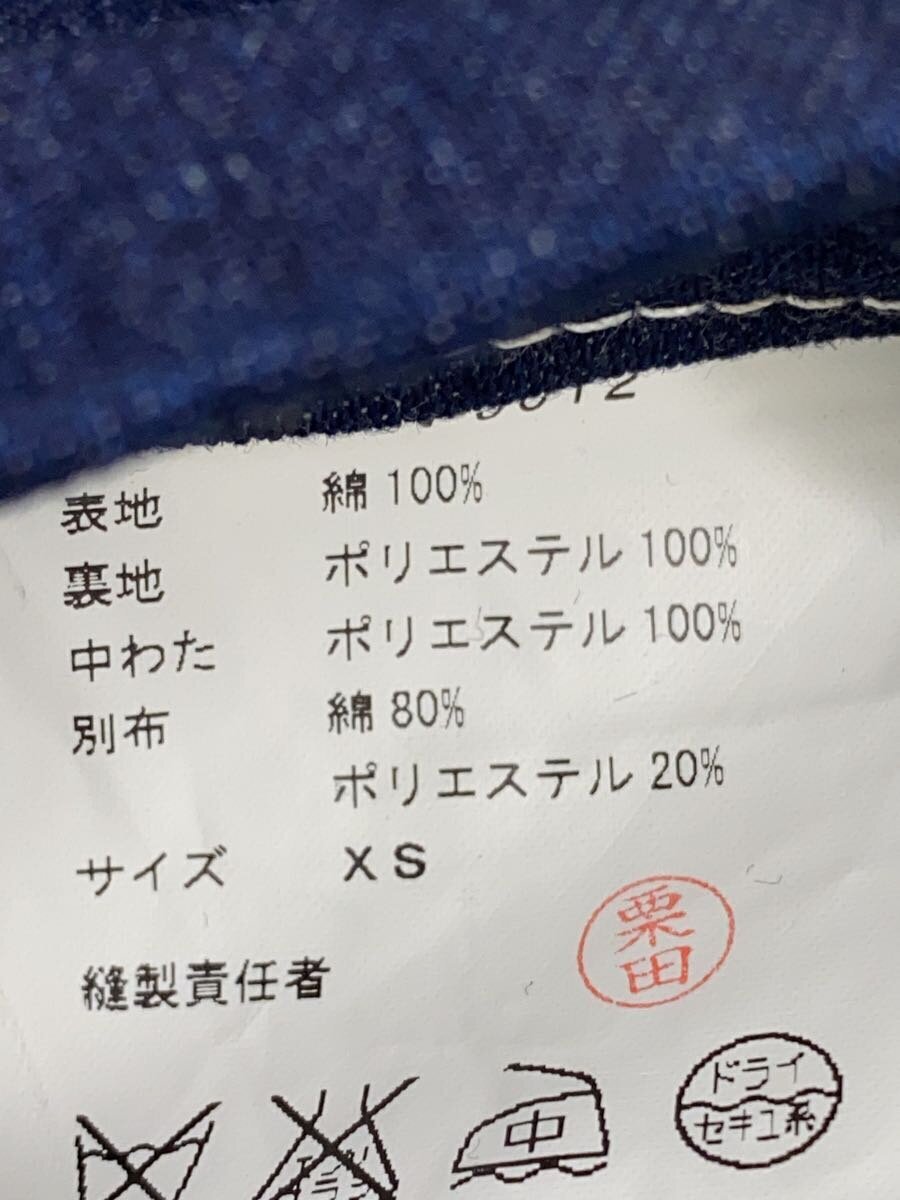 表地 綿 100%
裏地 ポリエステル 100%
中わた ポリエステル 100%
別布 綿 80%
ポリエステル 20%
サイズ XS
縫製責任者
栗田
中
ドライ
セキユ系